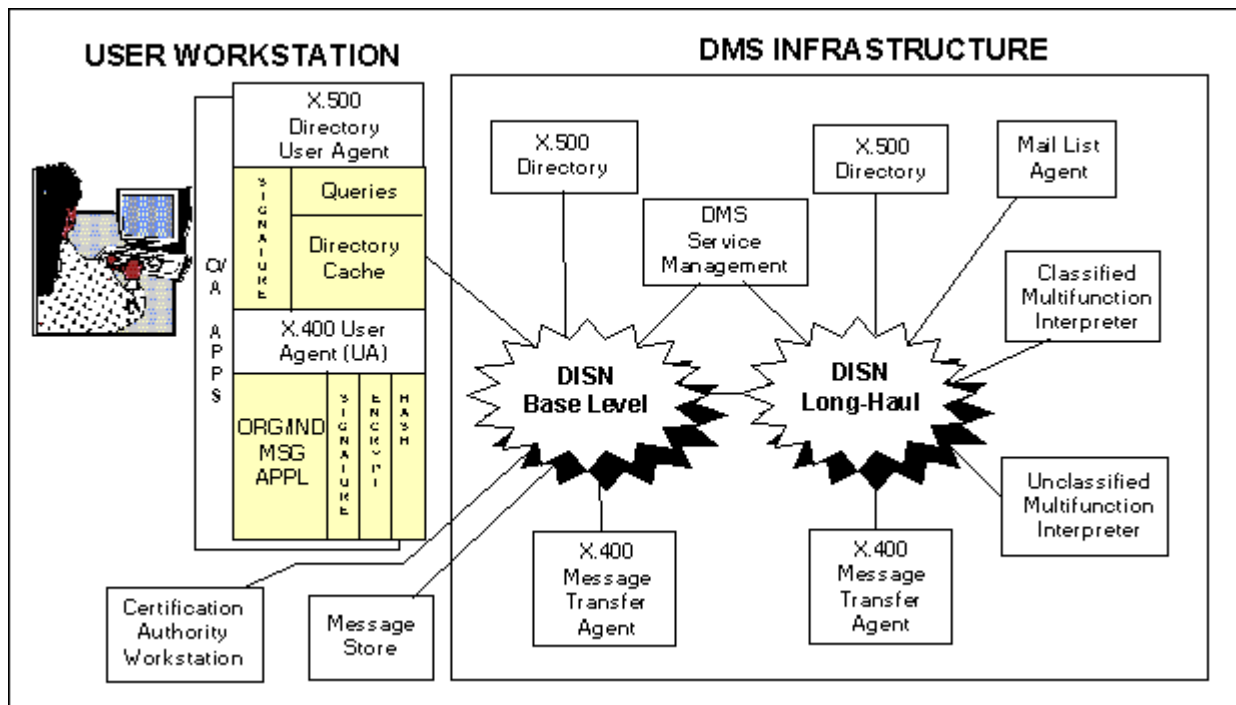 USER WORKSTATION
DMS INFRASTRUCTURE
X.500
Directory
User Agent
SIGNATURE
Queries
Directory
Cache
O/A APPS
X.400 User
Agent (UA)
ORG/IND
MSG
APPL
SIGNATURE
ENCRYPT
HASH
X.500
Directory
X.500
Directory
Mail List
Agent
DMS
Service
Management
Classified
Multifunction
Interpreter
DISN
Base Level
DISN
Long-Haul
Unclassified
Multifunction
Interpreter
X.400
Message
Transfer
Agent
X.400
Message
Transfer
Agent
Certification
Authority
Workstation
Message
Store